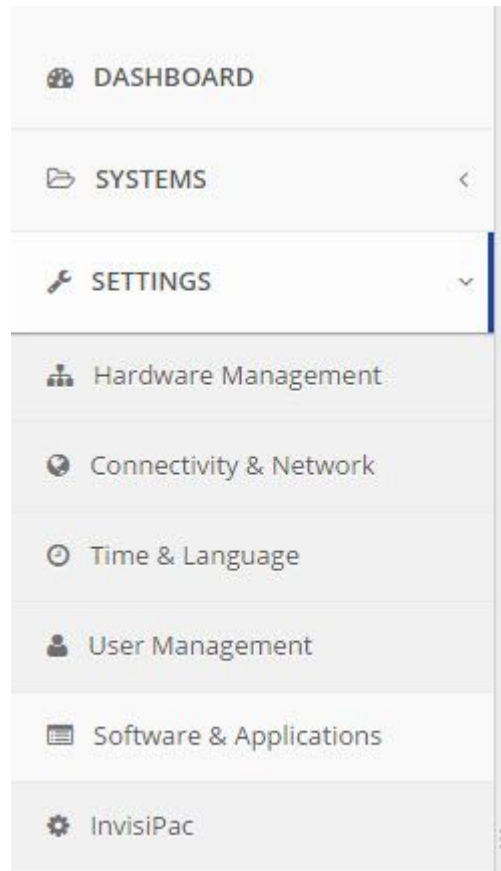 DASHBOARD
SYSTEMS
SETTINGS
Hardware Management
Connectivity & Network
Time & Language
User Management
Software & Applications
InvisiPac